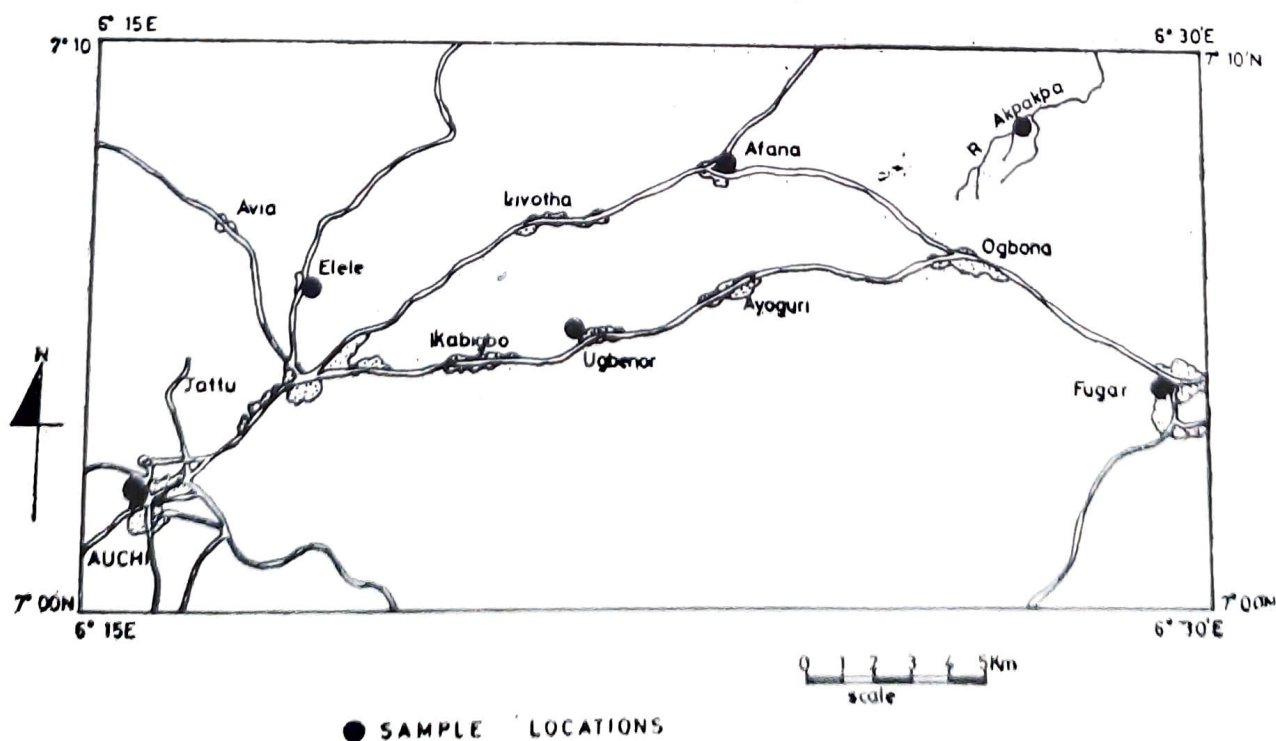 6° 15E
6° 30'E
7° 10
7° 10'N
Akpakpa
R
Afana
Livotha
Avia
Ogbona
Elele
Ayoguri
Ikabigbo
Ugbenor
N
Jattu
Fugar
AUCHI
7° 00N
7° 00N
6° 15E
6° 30'E
0 1 2 3 4 5Km
scale
SAMPLE LOCATIONS